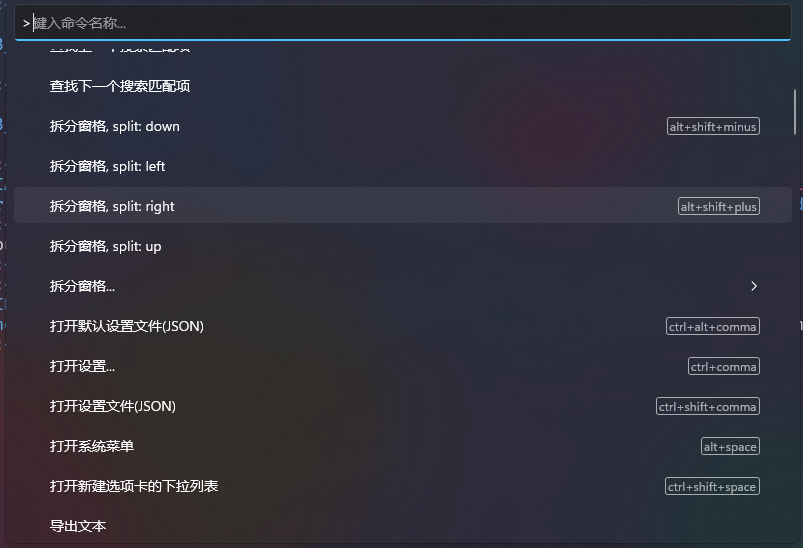 >键入命令名称...
查找下一个搜索匹配项
拆分窗格, split: down alt+shift+minus
拆分窗格, split: left
拆分窗格, split: right alt+shift+plus
拆分窗格, split: up
拆分窗格...
打开默认设置文件(JSON) ctrl+alt+comma
打开设置... ctrl+comma
打开设置文件(JSON) ctrl+shift+comma
打开系统菜单 alt+space
打开新建选项卡的下拉列表 ctrl+shift+space
导出文本